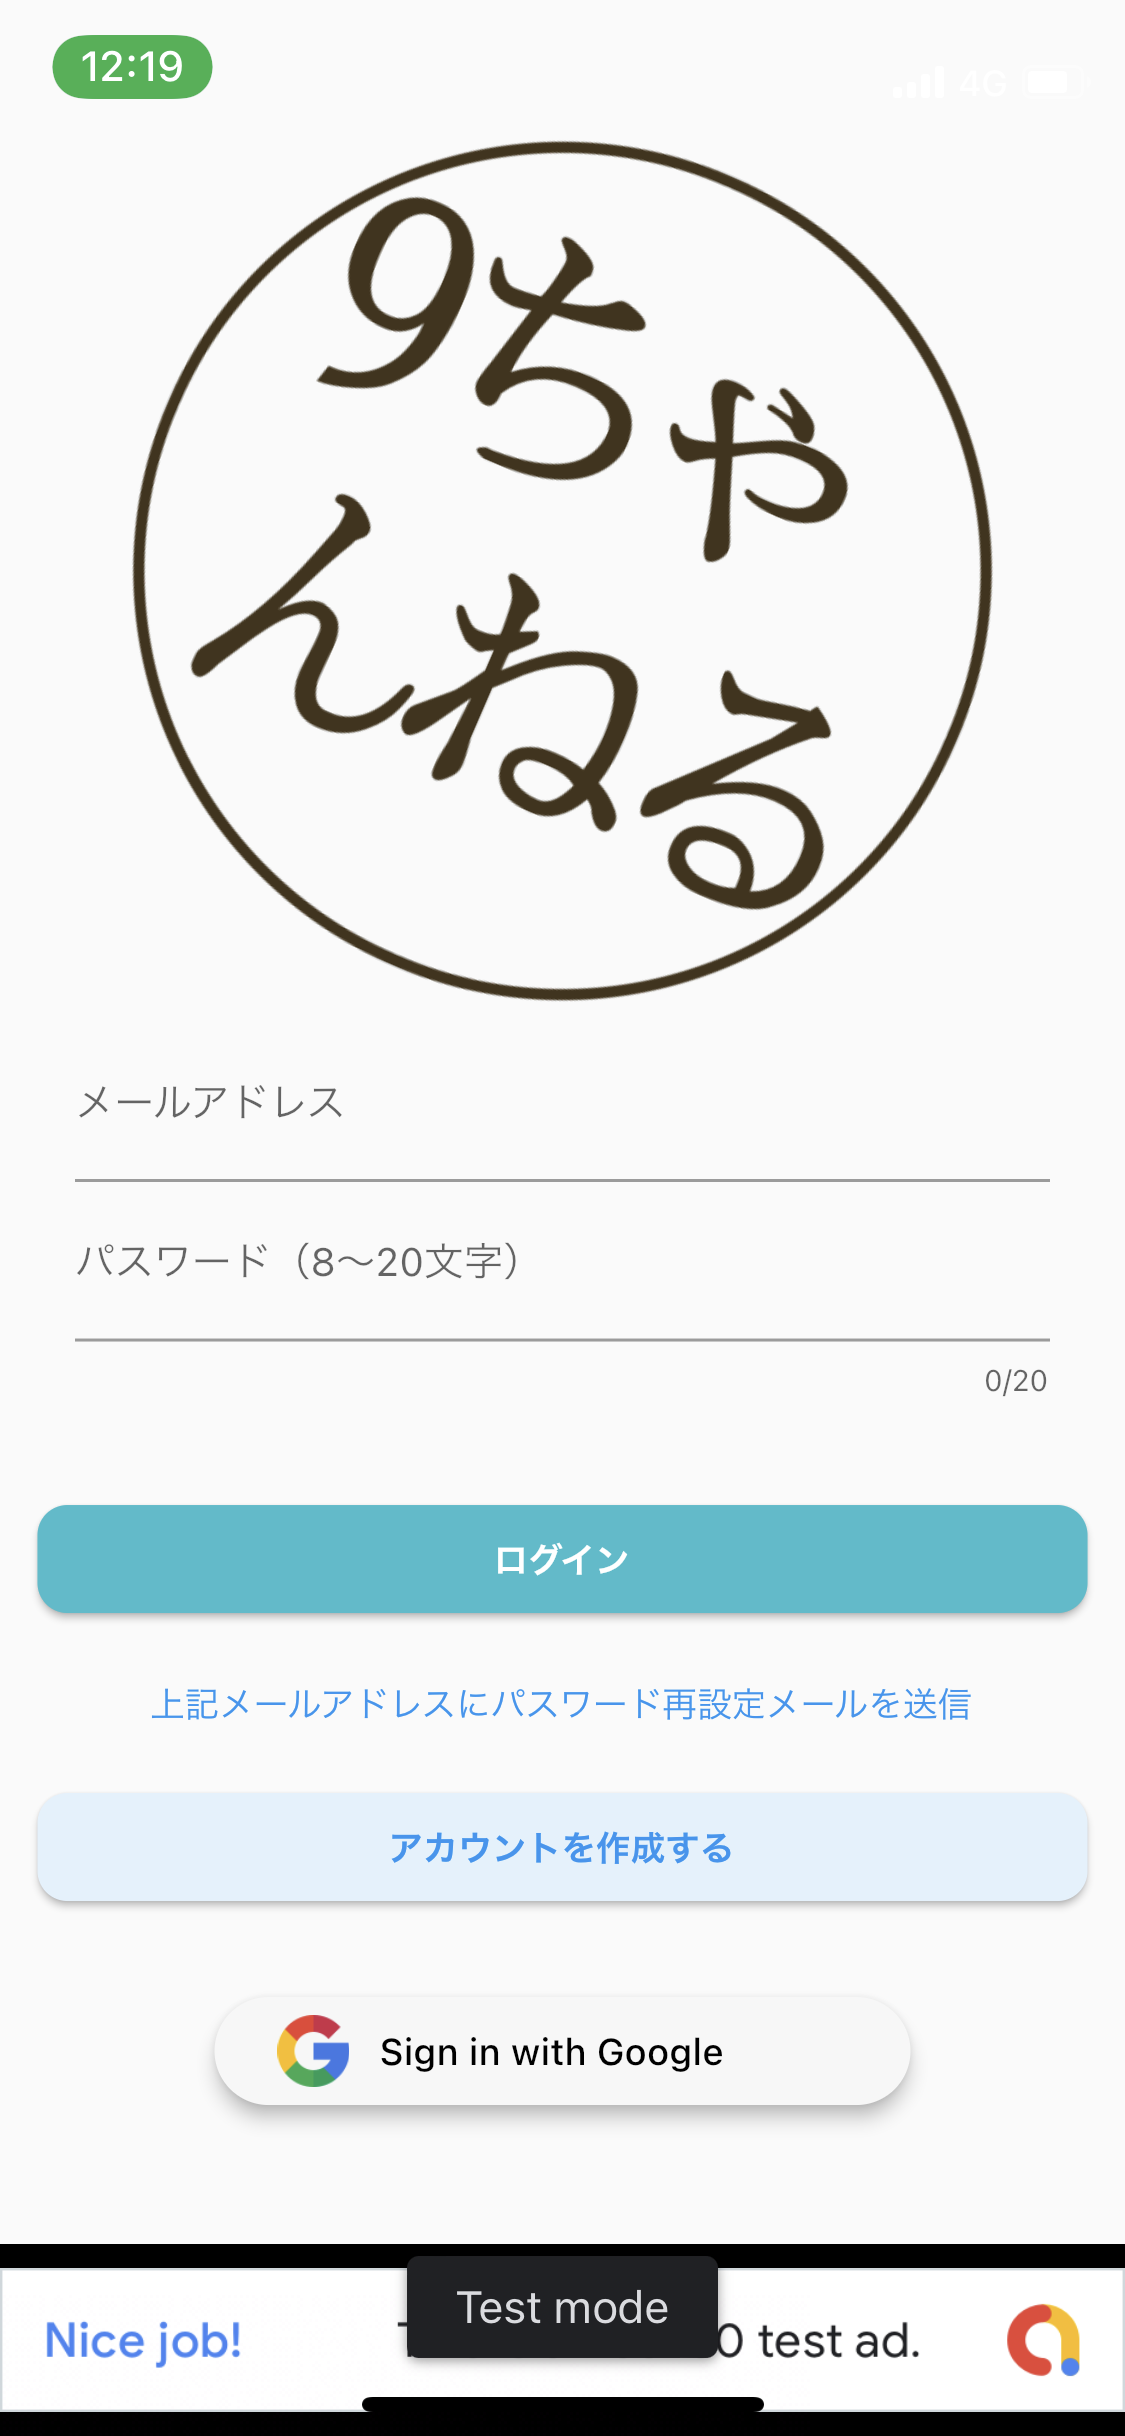 12:19
4G
9ちゃ
んねる
メールアドレス
パスワード（8〜20文字）
0/20
ログイン
上記メールアドレスにパスワード再設定メールを送信
アカウントを作成する
Sign in with Google
Test mode
Nice job!
0 test ad.